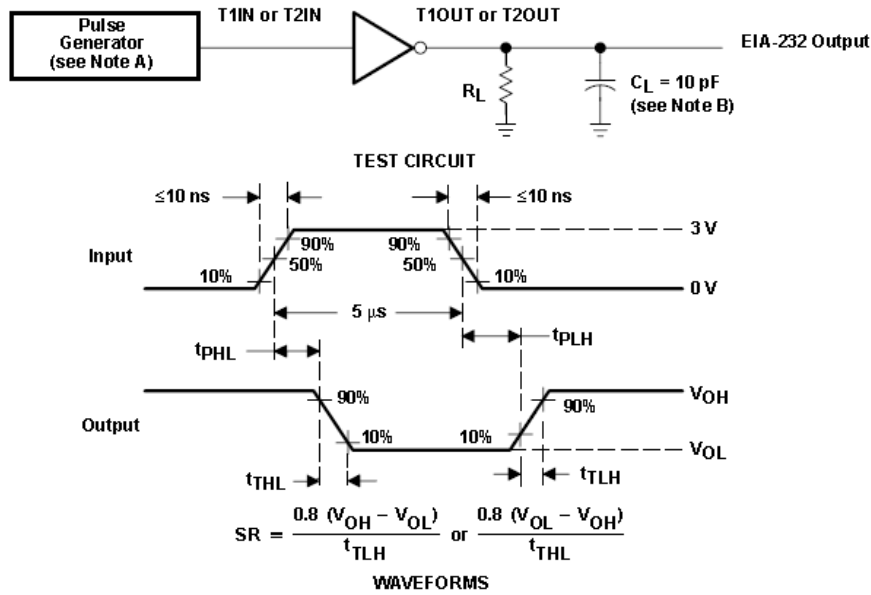 Pulse
Generator
(see Note A)
T1IN or T2IN
T1OUT or T2OUT
EIA-232 Output
RL
CL = 10 pF
(see Note B)
TEST CIRCUIT
≤10 ns
≤10 ns
3 V
Input
90%
90%
50%
50%
10%
10%
0 V
5 µs
tPHL
tPLH
VOH
90%
90%
Output
10%
10%
VOL
tTHL
tTLH
SR = 0.8 (VOH – VOL) / tTLH or 0.8 (VOL – VOH) / tTHL
WAVEFORMS